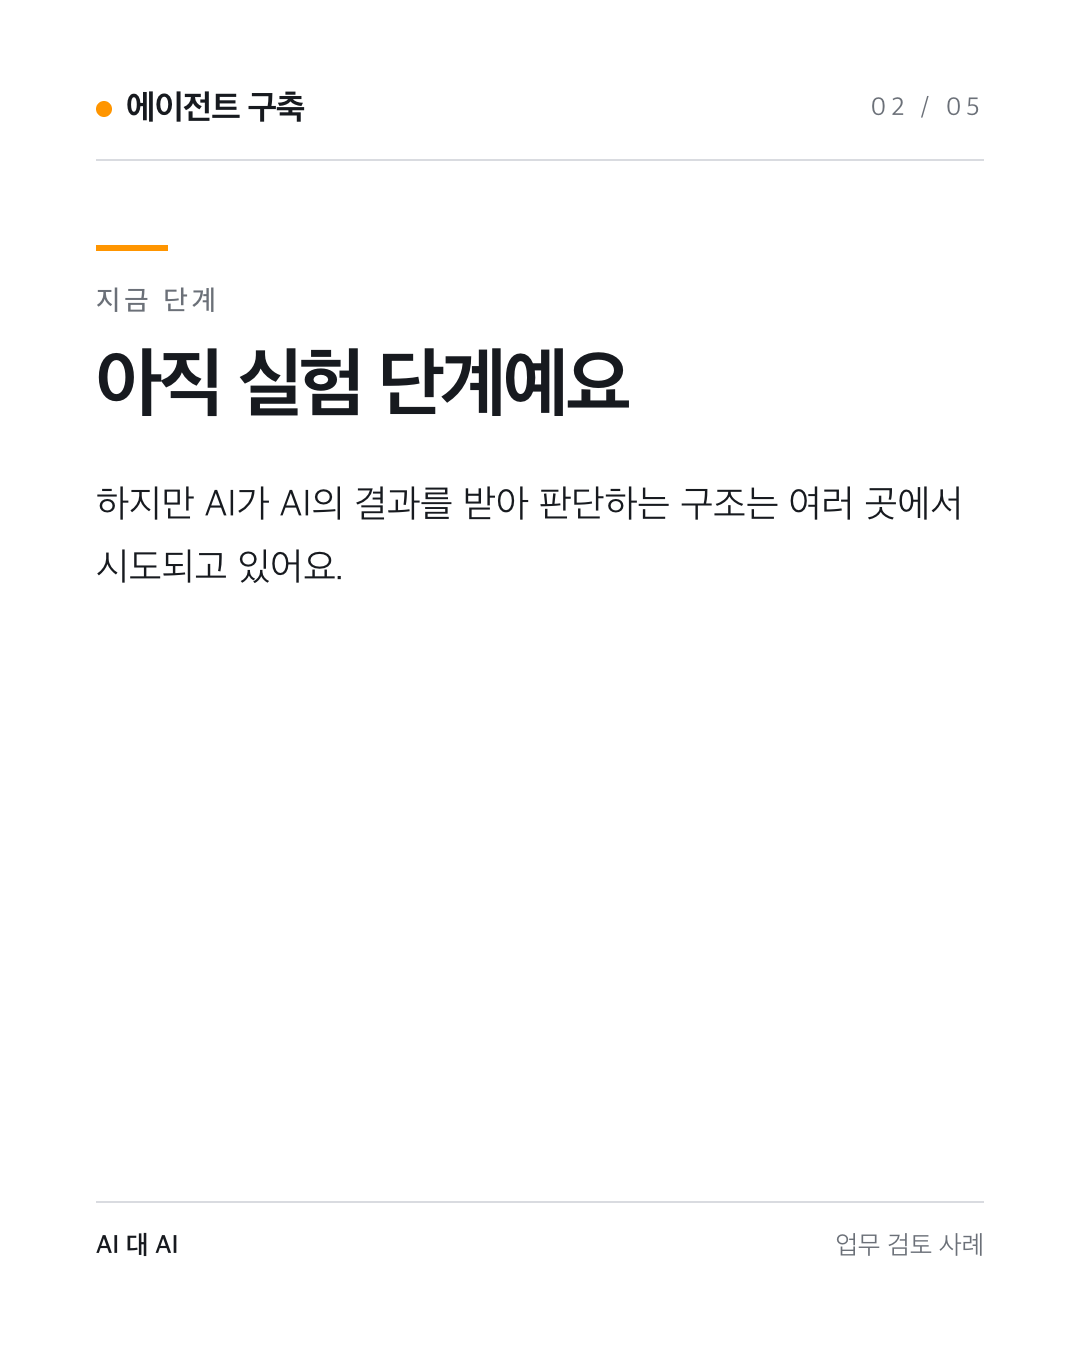 에이전트 구축
02 / 05
지금 단계
아직 실험 단계예요
하지만 AI가 AI의 결과를 받아 판단하는 구조는 여러 곳에서
시도되고 있어요.
AI 대 AI
업무 검토 사례